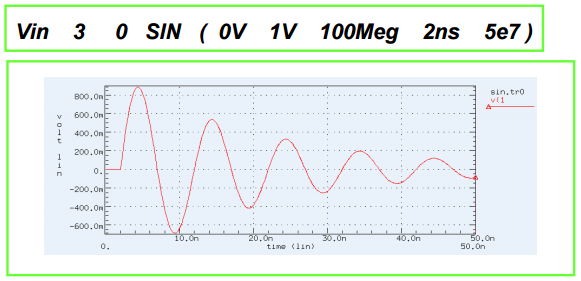 Vin 3 0 SIN ( 0V 1V 100Meg 2ns 5e7 )
sin.tr0
v(1
volt lin
800.0m
600.0m
400.0m
200.0m
0.
-200.0m
-400.0m
-600.0m
10.0n 20.0n 30.0n 40.0n 50.0n
0. time (lin) 50.0n